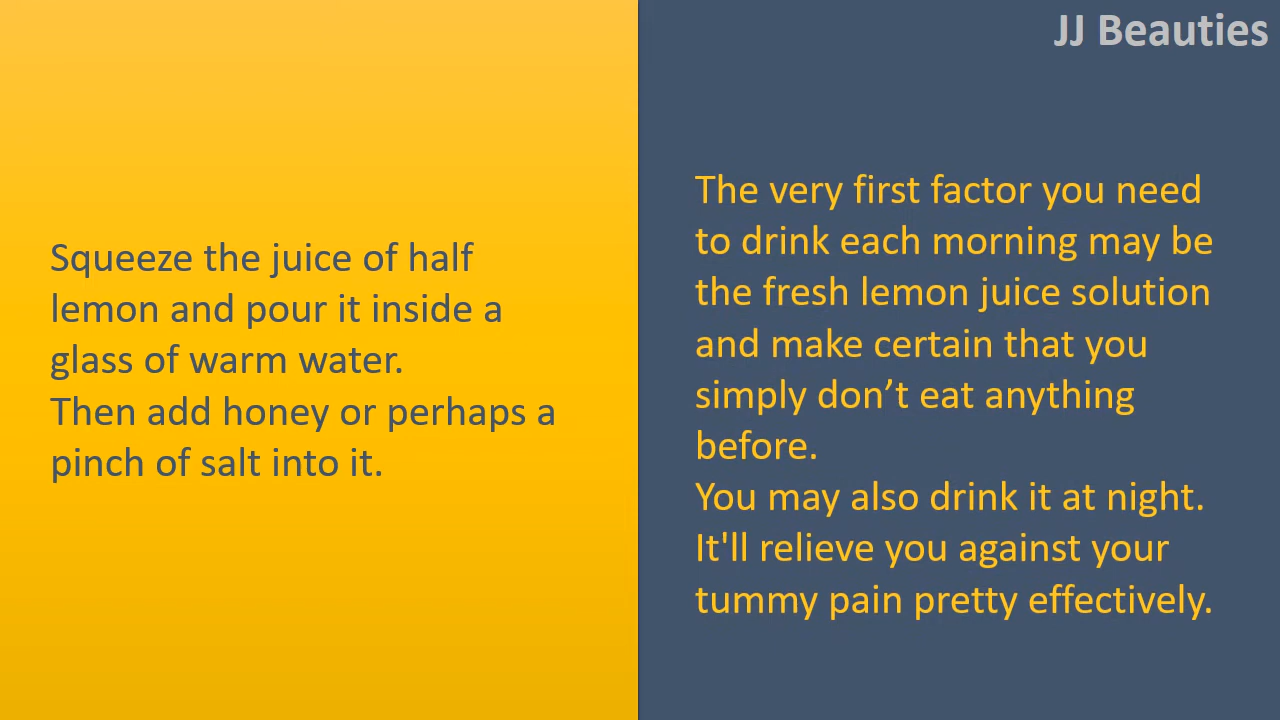 JJ Beauties
Squeeze the juice of half
lemon and pour it inside a
glass of warm water.
Then add honey or perhaps a
pinch of salt into it.
The very first factor you need
to drink each morning may be
the fresh lemon juice solution
and make certain that you
simply don’t eat anything
before.
You may also drink it at night.
It'll relieve you against your
tummy pain pretty effectively.